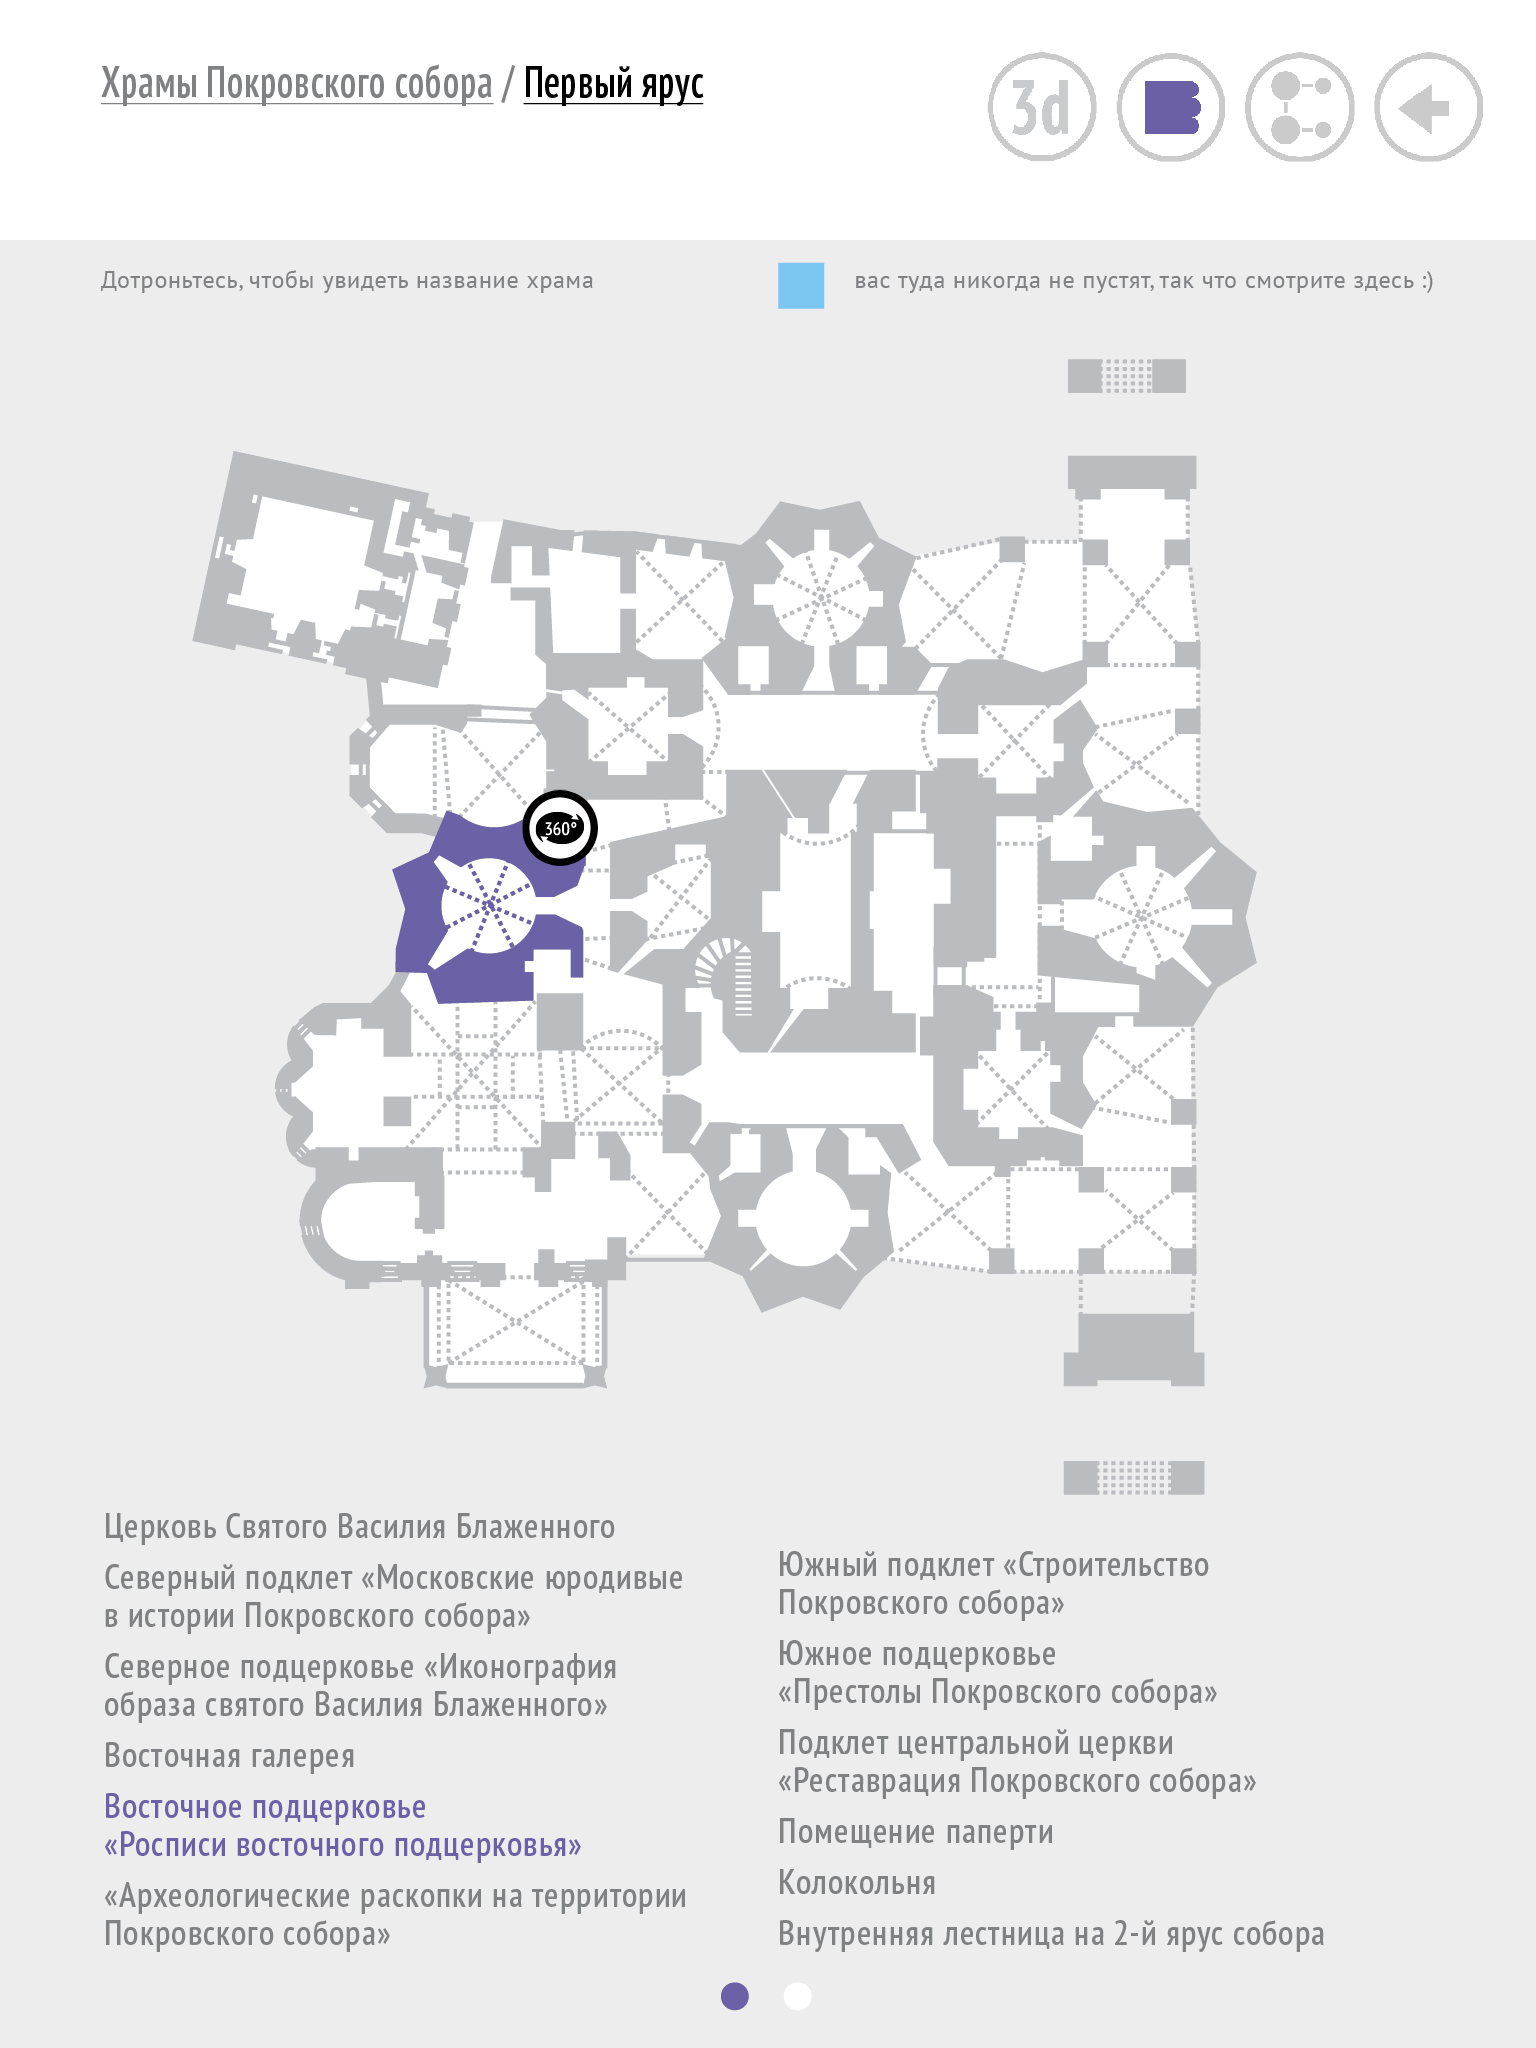 Храмы Покровского собора / Первый ярус
3d
Дотроньтесь, чтобы увидеть название храма
вас туда никогда не пустят, так что смотрите здесь :)
360°
Церковь Святого Василия Блаженного
Северный подклет «Московские юродивые
в истории Покровского собора»
Северное подцерковье «Иконография
образа святого Василия Блаженного»
Восточная галерея
Восточное подцерковье
«Росписи восточного подцерковья»
«Археологические раскопки на территории
Покровского собора»
Южный подклет «Строительство
Покровского собора»
Южное подцерковье
«Престолы Покровского собора»
Подклет центральной церкви
«Реставрация Покровского собора»
Помещение паперти
Колокольня
Внутренняя лестница на 2-й ярус собора